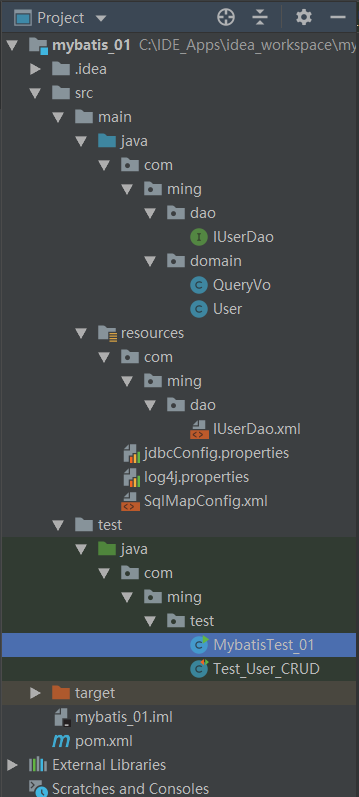 Project
mybatis_01 C:\IDE_Apps\idea_workspace\my
.idea
src
main
java
com
ming
dao
IUserDao
domain
QueryVo
User
resources
com
ming
dao
IUserDao.xml
jdbcConfig.properties
log4j.properties
SqlMapConfig.xml
test
java
com
ming
test
MybatisTest_01
Test_User_CRUD
target
mybatis_01.iml
pom.xml
External Libraries
Scratches and Consoles